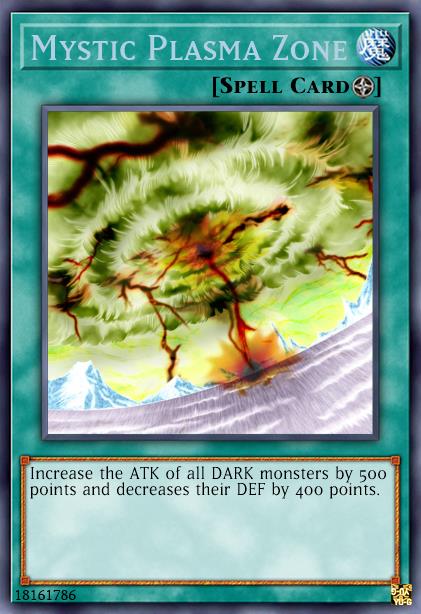 Mystic Plasma Zone 魔
[Spell Card]
Increase the ATK of all DARK monsters by 500
points and decreases their DEF by 400 points.
18161786